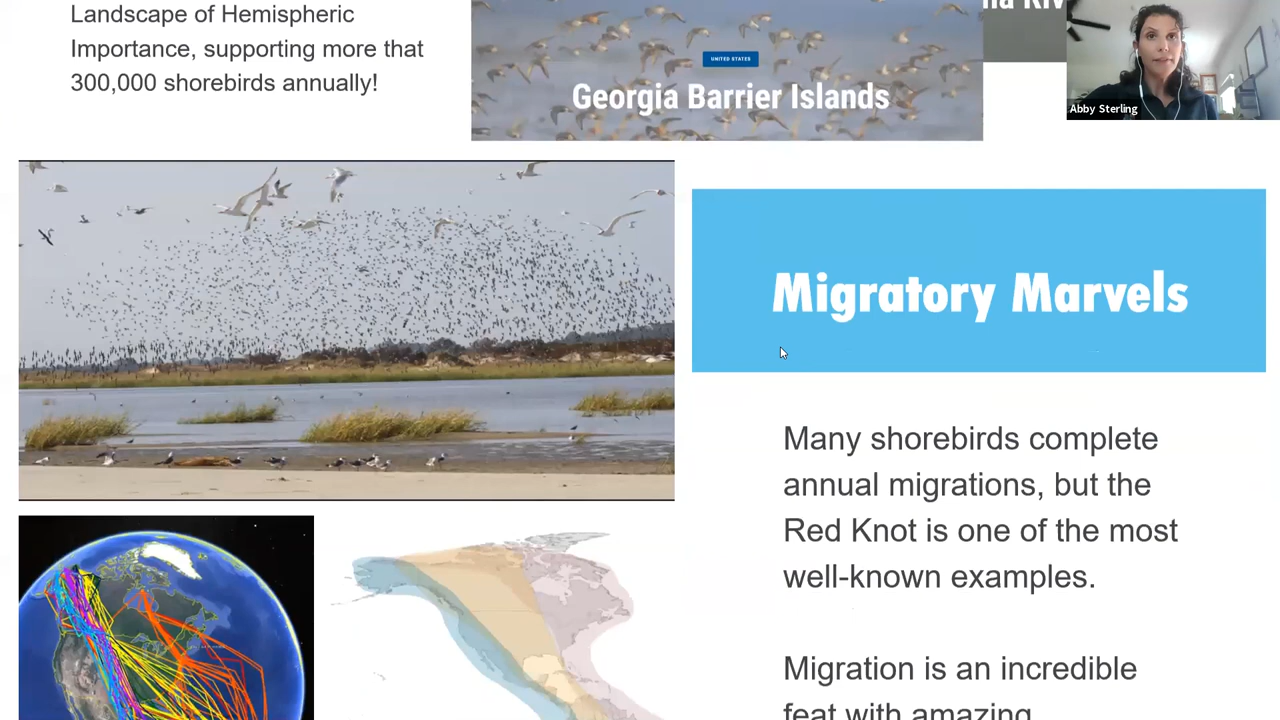 Landscape of Hemispheric
Importance, supporting more that
300,000 shorebirds annually!
UNITED STATES
Georgia Barrier Islands
Abby Sterling
Migratory Marvels
Many shorebirds complete
annual migrations, but the
Red Knot is one of the most
well-known examples.
Migration is an incredible
feat with amazing